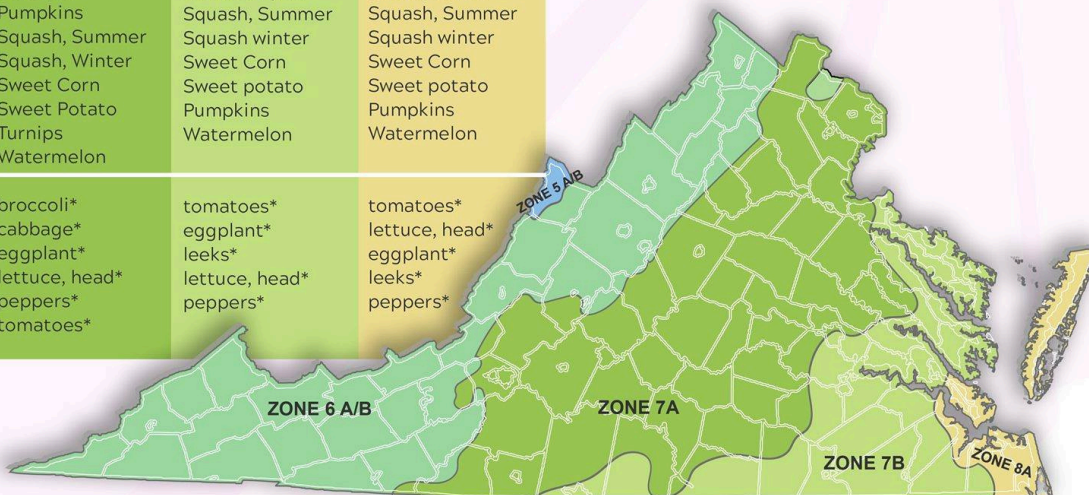 Pumpkins
Squash, Summer
Squash, Winter
Sweet Corn
Sweet Potato
Turnips
Watermelon
Squash, Summer
Squash winter
Sweet Corn
Sweet potato
Pumpkins
Watermelon
Squash, Summer
Squash winter
Sweet Corn
Sweet potato
Pumpkins
Watermelon
broccoli*
cabbage*
eggplant*
lettuce, head*
peppers*
tomatoes*
tomatoes*
eggplant*
leeks*
lettuce, head*
peppers*
tomatoes*
lettuce, head*
eggplant*
leeks*
peppers*
ZONE 5 A/B
ZONE 6 A/B
ZONE 7A
ZONE 7B
ZONE 8A